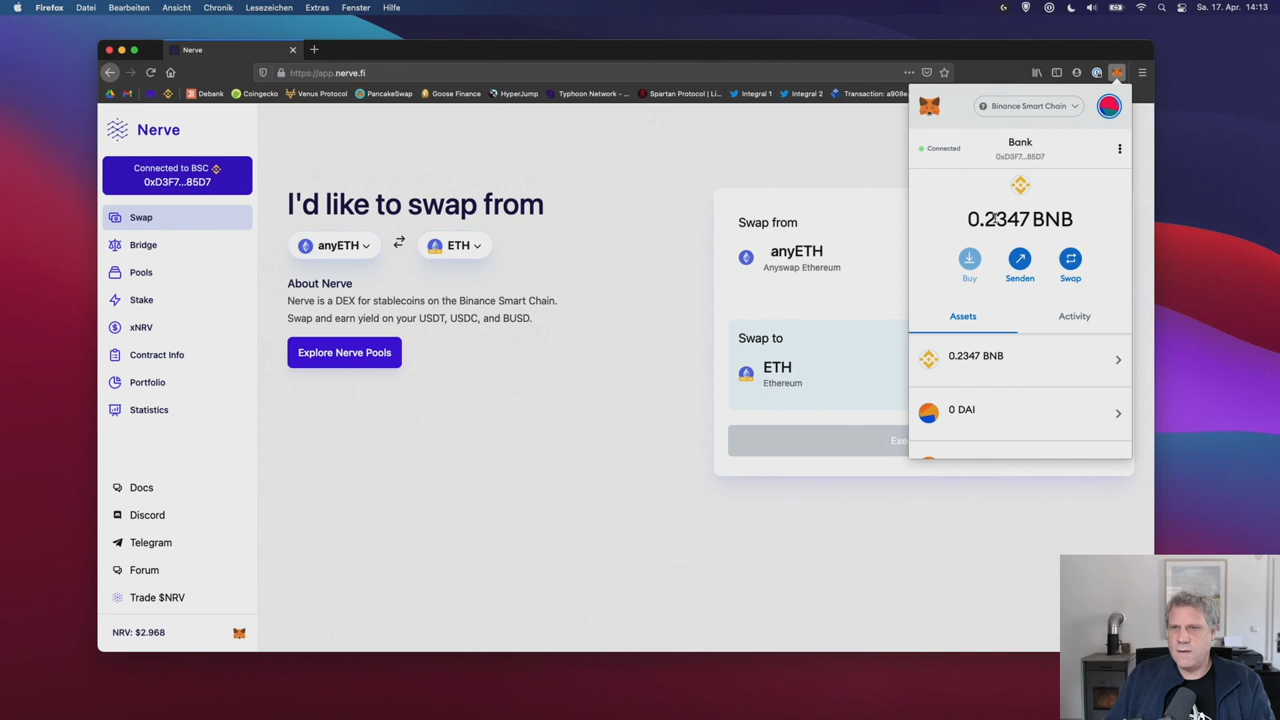 Firefox Datei Bearbeiten Ansicht Chronik Lesezeichen Extras Fenster Hilfe Sa. 17. Apr. 14:13
Nerve
https://app.nerve.fi
Debank Coingecko Venus Protocol PancakeSwap Goose Finance HyperJump Typhoon Network - ... Spartan Protocol | Li... Integral 1 Integral 2 Transaction: a908e...
Nerve
Connected to BSC
0xD3F7...85D7
Swap
Bridge
Pools
Stake
xNRV
Contract Info
Portfolio
Statistics
Docs
Discord
Telegram
Forum
Trade $NRV
NRV: $2.968
I'd like to swap from
anyETH ETH
About Nerve
Nerve is a DEX for stablecoins on the Binance Smart Chain.
Swap and earn yield on your USDT, USDC, and BUSD.
Explore Nerve Pools
Swap from
anyETH
Anyswap Ethereum
Swap to
ETH
Ethereum
Exe
Binance Smart Chain
Connected
Bank
0xD3F7...85D7
0.2347 BNB
Buy Senden Swap
Assets Activity
0.2347 BNB
0 DAI